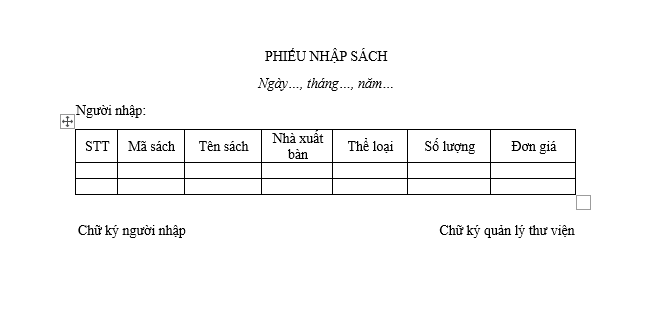 PHIẾU NHẬP SÁCH
Ngày…, tháng…, năm…
Người nhập:
STT Mã sách Tên sách Nhà xuất bàn Thể loại Số lượng Đơn giá
Chữ ký người nhập Chữ ký quản lý thư viện